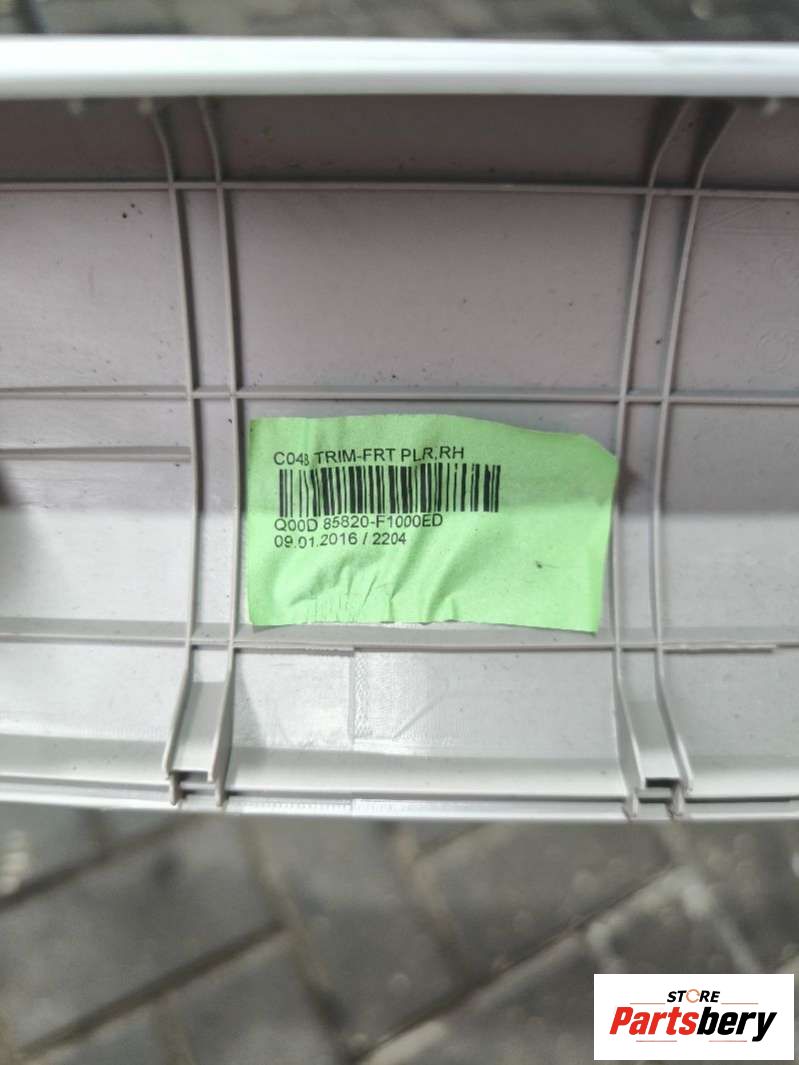 C048 TRIM-FRT PLR,RH
Q00D 85820-F1000ED
09.01.2016 / 2204
STORE
Partsbery